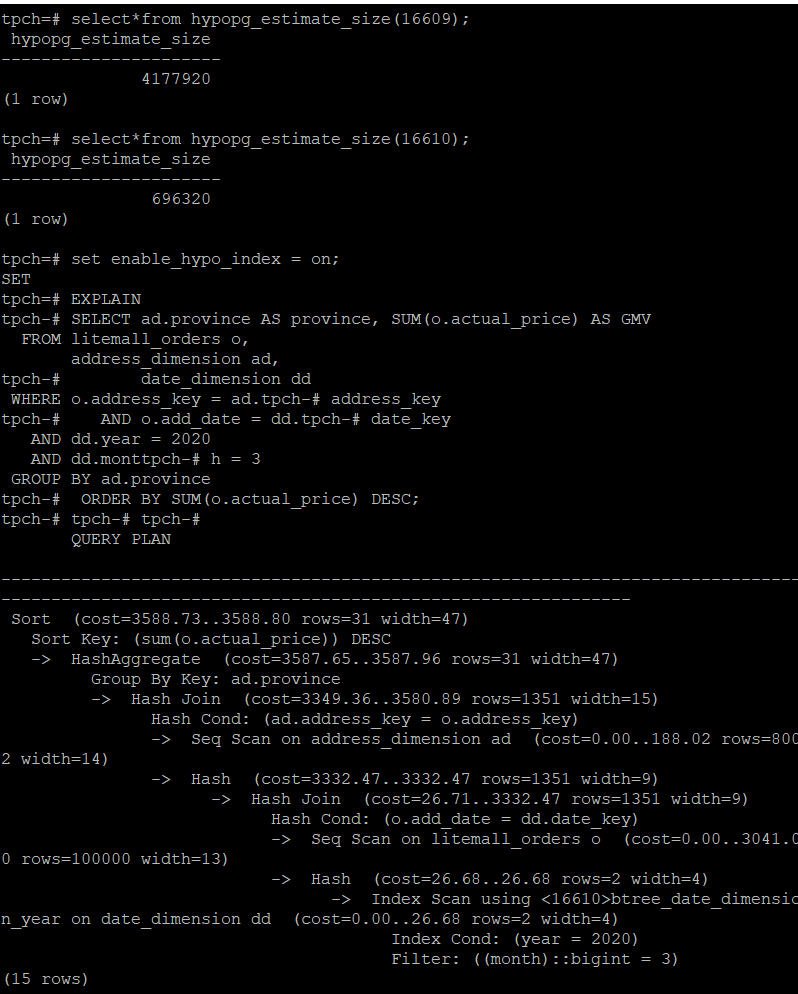 tpch=# select*from hypopg_estimate_size(16609);
 hypopg_estimate_size
----------------------
              4177920
(1 row)

tpch=# select*from hypopg_estimate_size(16610);
 hypopg_estimate_size
----------------------
               696320
(1 row)

tpch=# set enable_hypo_index = on;
SET
tpch=# EXPLAIN
tpch-# SELECT ad.province AS province, SUM(o.actual_price) AS GMV
  FROM litemall_orders o,
       address_dimension ad,
tpch-#        date_dimension dd
 WHERE o.address_key = ad.tpch-# address_key
tpch-#    AND o.add_date = dd.tpch-# date_key
   AND dd.year = 2020
   AND dd.monttpch-# h = 3
 GROUP BY ad.province
tpch-#  ORDER BY SUM(o.actual_price) DESC;
tpch-# tpch-# tpch-#
       QUERY PLAN

--------------------------------------------------------------------------------
---------------------------------------------------------------
 Sort  (cost=3588.73..3588.80 rows=31 width=47)
   Sort Key: (sum(o.actual_price)) DESC
   ->  HashAggregate  (cost=3587.65..3587.96 rows=31 width=47)
         Group By Key: ad.province
         ->  Hash Join  (cost=3349.36..3580.89 rows=1351 width=15)
               Hash Cond: (ad.address_key = o.address_key)
               ->  Seq Scan on address_dimension ad  (cost=0.00..188.02 rows=800
2 width=14)
               ->  Hash  (cost=3332.47..3332.47 rows=1351 width=9)
                     ->  Hash Join  (cost=26.71..3332.47 rows=1351 width=9)
                           Hash Cond: (o.add_date = dd.date_key)
                           ->  Seq Scan on litemall_orders o  (cost=0.00..3041.0
0 rows=100000 width=13)
                           ->  Hash  (cost=26.68..26.68 rows=2 width=4)
                                 ->  Index Scan using <16610>btree_date_dimensio
n_year on date_dimension dd  (cost=0.00..26.68 rows=2 width=4)
                                       Index Cond: (year = 2020)
                                       Filter: ((month)::bigint = 3)
(15 rows)